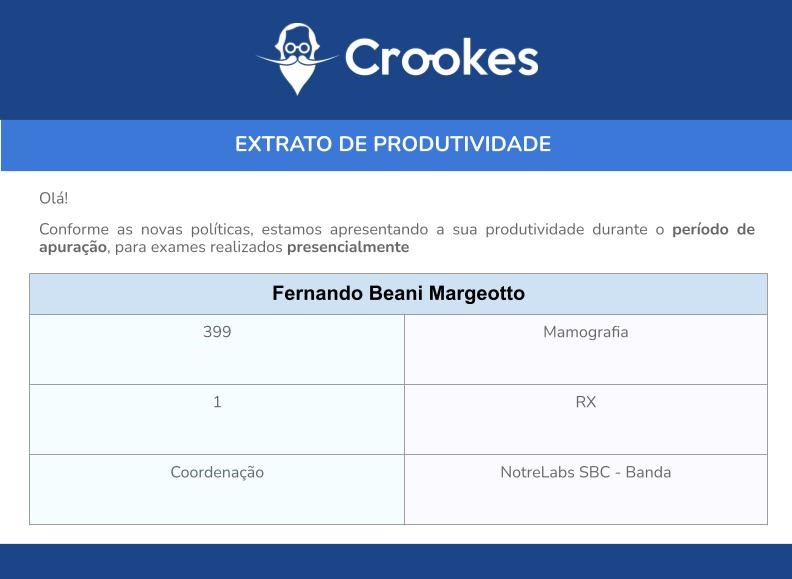 Crookes
EXTRATO DE PRODUTIVIDADE
Olá!
Conforme as novas políticas, estamos apresentando a sua produtividade durante o período de
apuração, para exames realizados presencialmente
Fernando Beani Margeotto
399 Mamografia
1 RX
Coordenação NotreLabs SBC - Banda